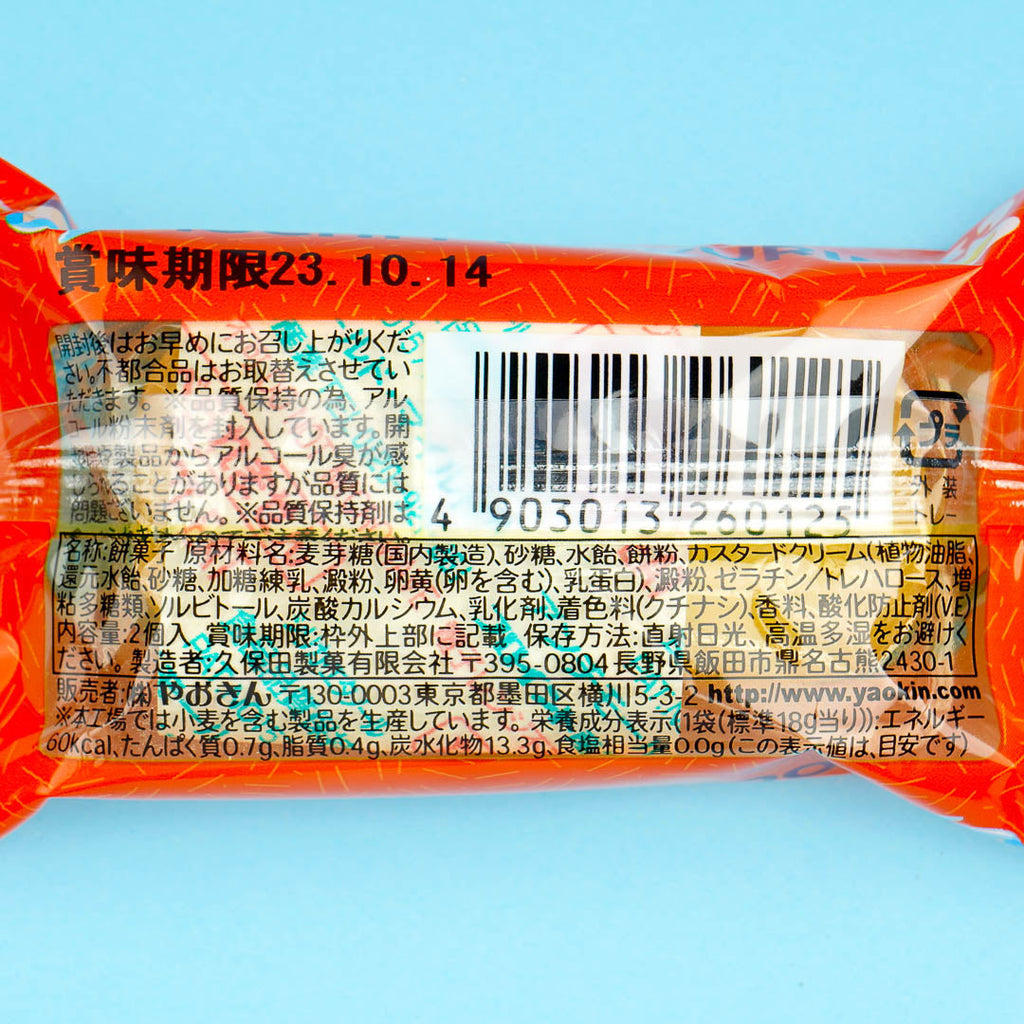 賞味期限23. 10. 14
開封後はお早めにお召し上がりくだ
さい。不都合品はお取替えさせてい
ただきます。※品質保持の為、アル
コール粉末剤を封入しています。開
製品からアルコール臭が感
じられることがありますが品質には
問題ございません。※品質保持剤は
4 903013 260125
プラ
外装
トレー
名称:餅菓子 原材料名:麦芽糖(国内製造)、砂糖、水飴、餅粉、カスタードクリーム(植物油脂、
還元水飴、砂糖、加糖練乳、澱粉、卵黄(卵を含む)、乳蛋白)、澱粉、ゼラチン/トレハロース、増
粘多糖類、ソルビトール、炭酸カルシウム、乳化剤、着色料(クチナシ)、香料、酸化防止剤(V.E)
内容量:2個入 賞味期限:枠外上部に記載 保存方法:直射日光、高温多湿をお避けく
ださい。製造者:久保田製菓有限会社 〒395-0804 長野県飯田市鼎名古熊2430-1
販売者:㈱やおきん 〒130-0003 東京都墨田区横川5-3-2 http://www.yaokin.com
※本工場では小麦を含む製品を生産しています。栄養成分表示(1袋(標準18g当り)):エネルギー
60kcal、たんぱく質0.7g、脂質0.4g、炭水化物13.3g、食塩相当量0.0g(この表示値は、目安です)